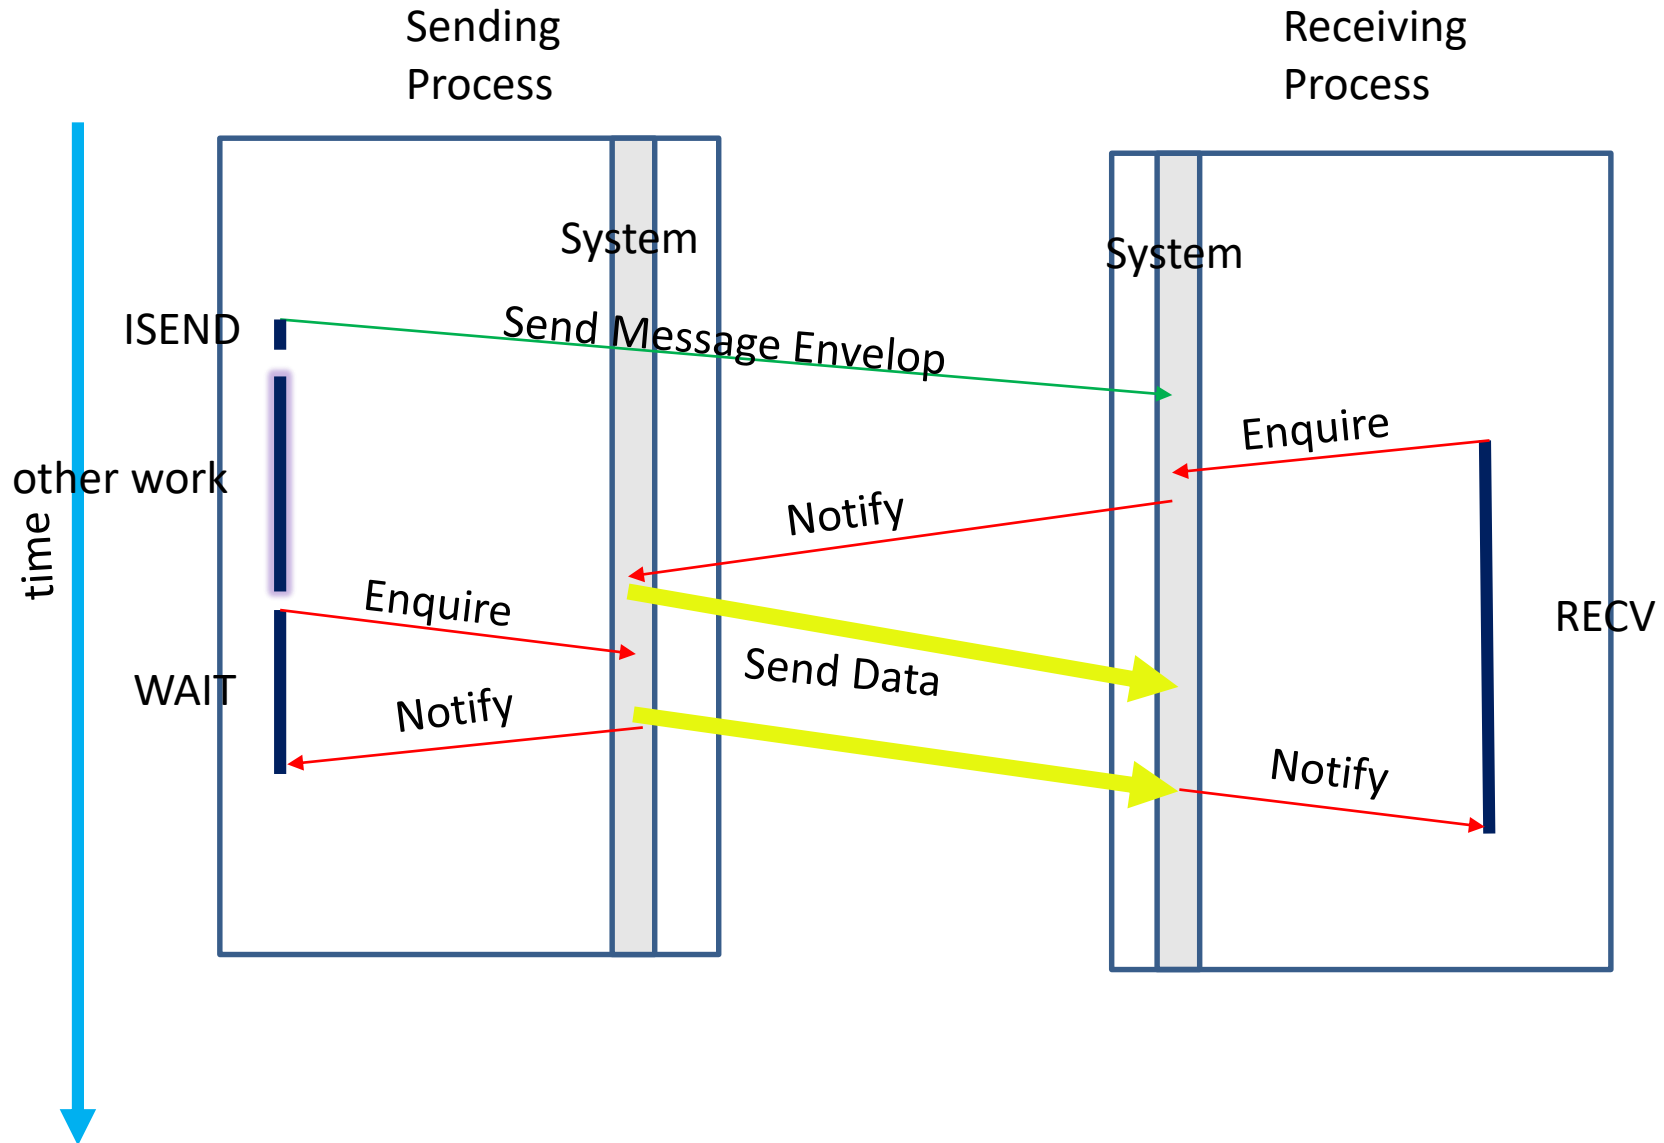 Sending
Process
Receiving
Process
System
System
ISEND
Send Message Envelop
Enquire
other work
Notify
time
Enquire
RECV
Send Data
WAIT
Notify
Notify